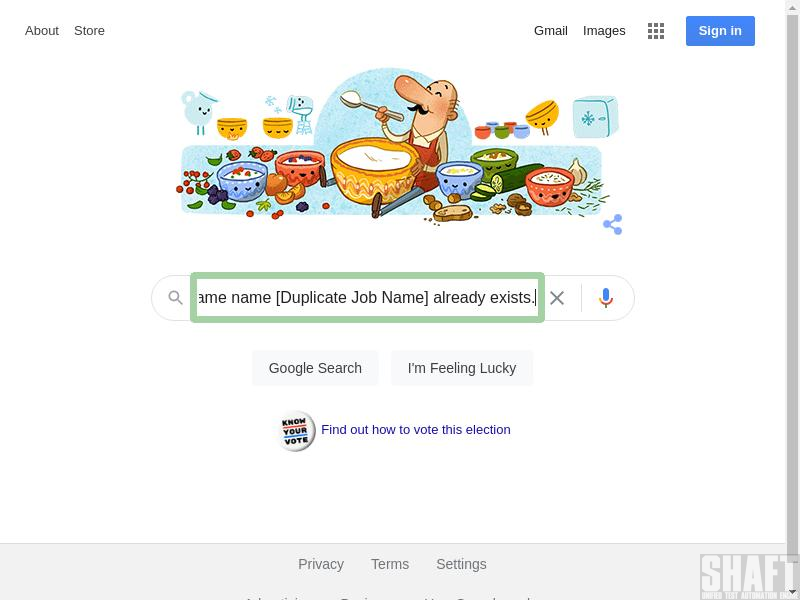 About Store Gmail Images Sign in
ame name [Duplicate Job Name] already exists.
Google Search I'm Feeling Lucky
KNOW
YOUR
VOTE
Find out how to vote this election
Privacy Terms Settings
SHAFT